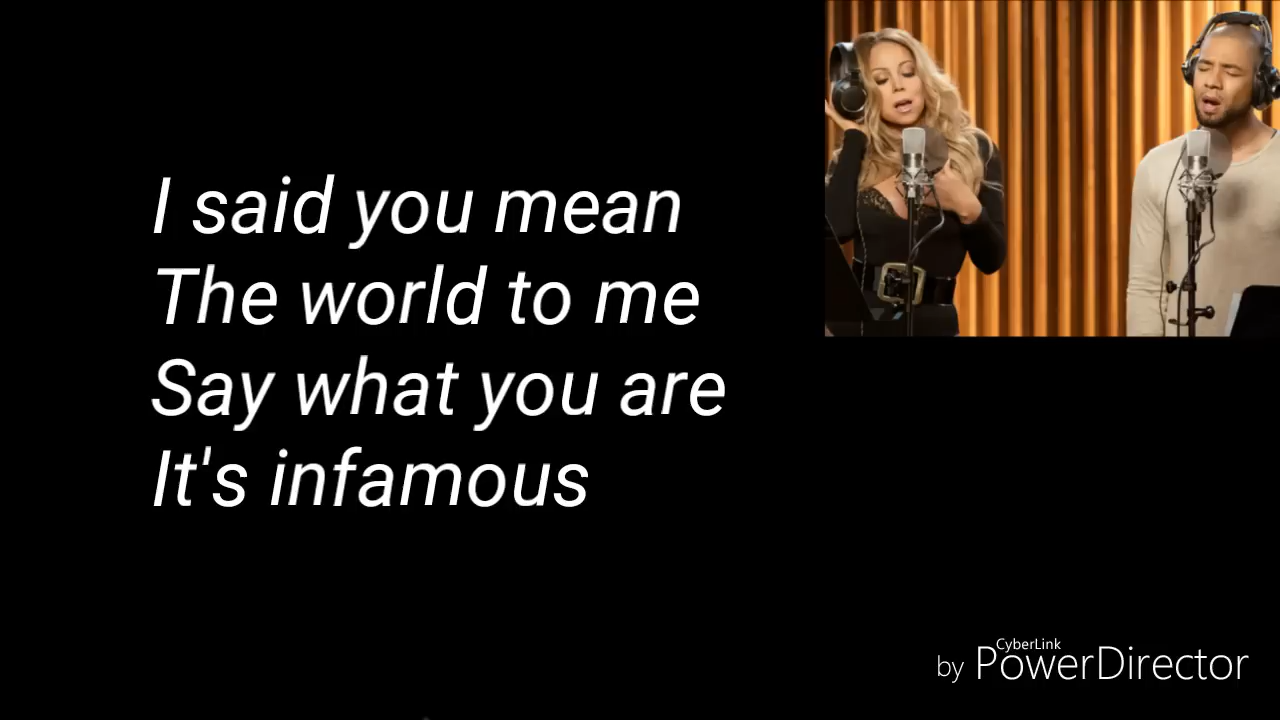 I said you mean
The world to me
Say what you are
It's infamous
CyberLink
by PowerDirector